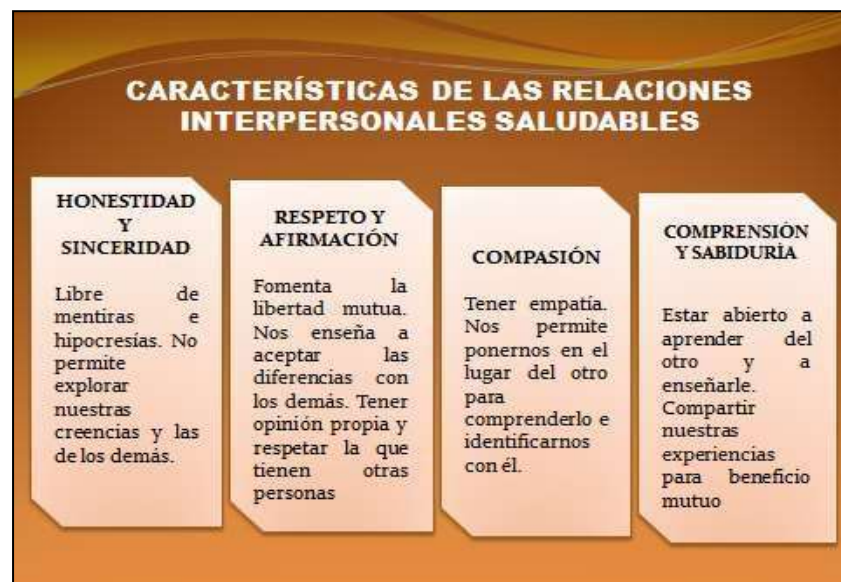 CARACTERÍSTICAS DE LAS RELACIONES
INTERPERSONALES SALUDABLES
HONESTIDAD
Y
SINCERIDAD
Libre de
mentiras e
hipocresías. No
permite
explorar
nuestras
creencias y las
de los demás.
RESPETO Y
AFIRMACIÓN
Fomenta la
libertad mutua.
Nos enseña a
aceptar las
diferencias con
los demás. Tener
opinión propia y
respetar la que
tienen otras
personas
COMPASIÓN
Tener empatía.
Nos permite
ponernos en el
lugar del otro
para
comprenderlo e
identificarnos
con él.
COMPRENSIÓN
Y SABIDURÌA
Estar abierto a
aprender del
otro y a
enseñarle.
Compartir
nuestras
experiencias
para beneficio
mutuo